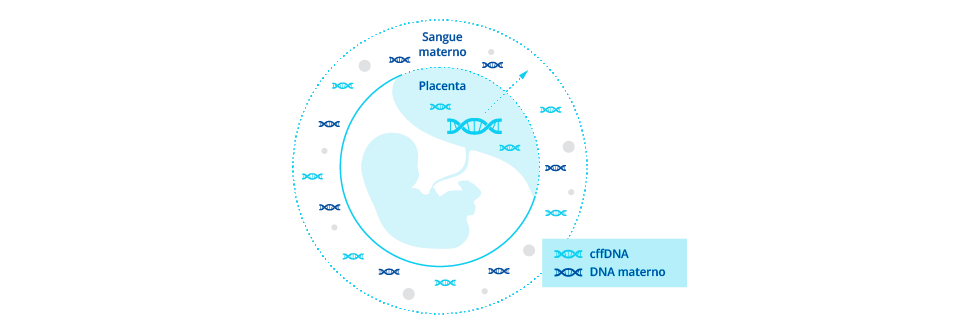 Sangue
materno
Placenta
cffDNA
DNA materno